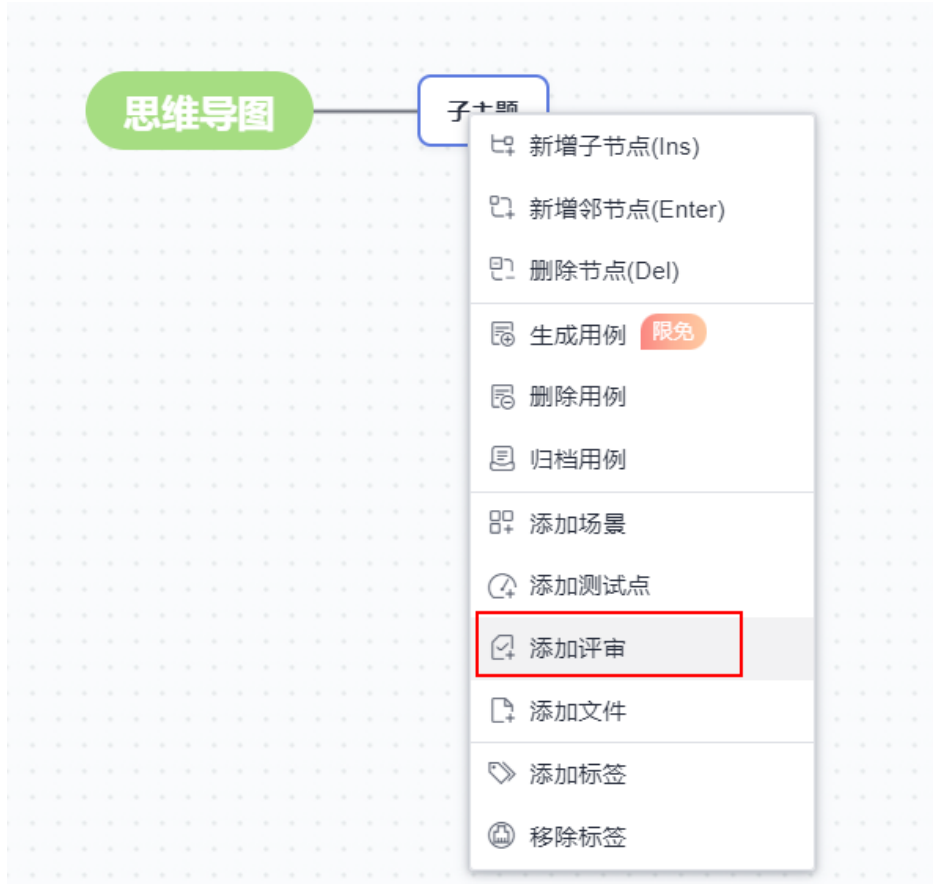 思维导图
子主题
新增子节点(Ins)
新增邻节点(Enter)
删除节点(Del)
生成用例 限免
删除用例
归档用例
添加场景
添加测试点
添加评审
添加文件
添加标签
移除标签